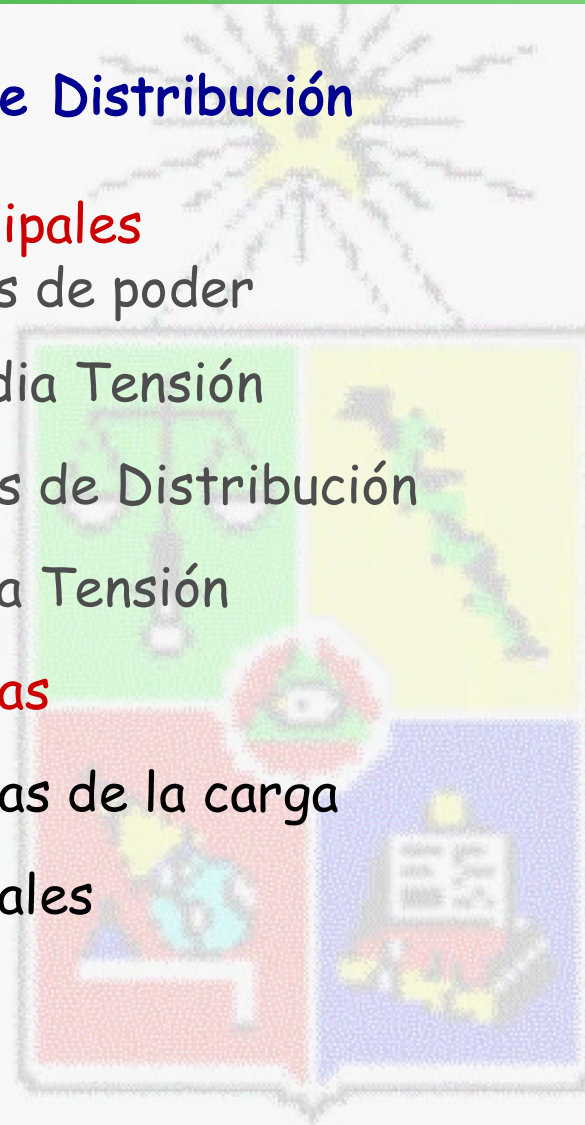 e Distribución
ipales
s de poder
dia Tensión
s de Distribución
a Tensión
as
as de la carga
ales